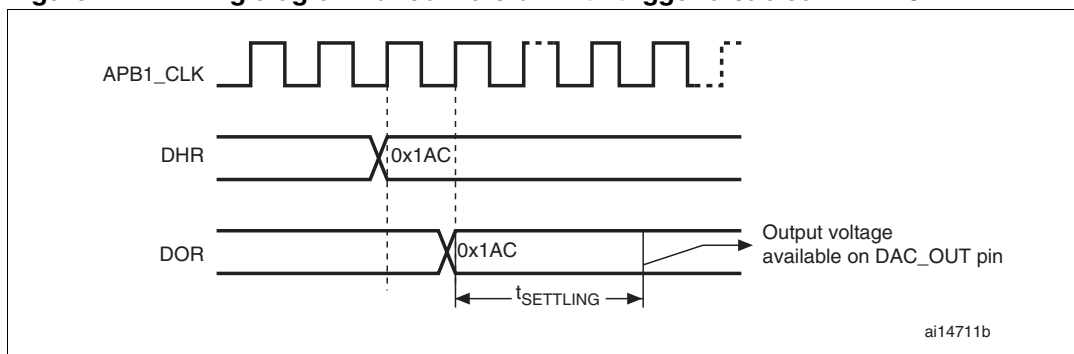 APB1_CLK
DHR
0x1AC
DOR
0x1AC
Output voltage
available on DAC_OUT pin
tSETTLING
ai14711b